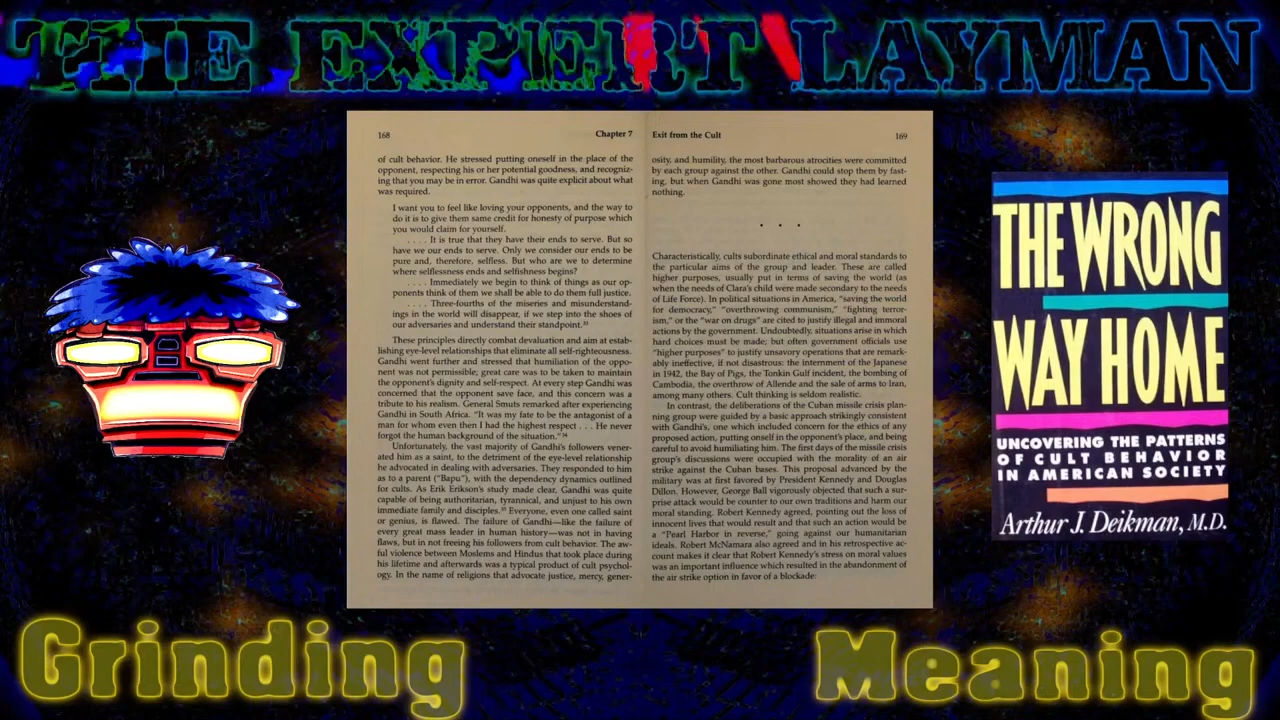 THE EXPERT LAYMAN
168
Chapter 7
of cult behavior. He stressed putting oneself in the place of the
opponent, respecting his or her potential goodness, and recogniz-
ing that you may be in error. Gandhi was quite explicit about what
was required.
I want you to feel like loving your opponents, and the way to
do it is to give them same credit for honesty of purpose which
you would claim for yourself.
. . . . It is true that they have their ends to serve. But so
have we our ends to serve. Only we consider our ends to be
pure and, therefore, selfless. But who are we to determine
where selflessness ends and selfishness begins?
. . . . Immediately we begin to think of things as our op-
ponents think of them we shall be able to do them full justice.
. . . . Three-fourths of the miseries and misunderstand-
ings in the world will disappear, if we step into the shoes of
our adversaries and understand their standpoint.³³
These principles directly combat devaluation and aim at estab-
lishing eye-level relationships that eliminate all self-righteousness.
Gandhi went further and stressed that humiliation of the oppo-
nent was not permissible; great care was to be taken to maintain
the opponent's dignity and self-respect. At every step Gandhi was
concerned that the opponent save face, and this concern was a
tribute to his realism. General Smuts remarked after experiencing
Gandhi in South Africa. "It was my fate to be the antagonist of a
man for whom even then I had the highest respect . . . He never
forgot the human background of the situation."³⁴
Unfortunately, the vast majority of Gandhi's followers vener-
ated him as a saint, to the detriment of the eye-level relationship
he advocated in dealing with adversaries. They responded to him
as to a parent ("Bapu"), with the dependency dynamics outlined
for cults. As Erik Erikson's study made clear, Gandhi was quite
capable of being authoritarian, tyrannical, and unjust to his own
immediate family and disciples.³⁵ Everyone, even one called saint
or genius, is flawed. The failure of Gandhi—like the failure of
every great mass leader in human history—was not in having
flaws, but in not freeing his followers from cult behavior. The aw-
ful violence between Moslems and Hindus that took place during
his lifetime and afterwards was a typical product of cult psychol-
ogy. In the name of religions that advocate justice, mercy, gener-
Exit from the Cult
169
osity, and humility, the most barbarous atrocities were committed
by each group against the other. Gandhi could stop them by fast-
ing, but when Gandhi was gone most showed they had learned
nothing.
• • •
Characteristically, cults subordinate ethical and moral standards to
the particular aims of the group and leader. These are called
higher purposes, usually put in terms of saving the world (as
when the needs of Clara's child were made secondary to the needs
of Life Force). In political situations in America, "saving the world
for democracy," "overthrowing communism," "fighting terror-
ism," or the "war on drugs" are cited to justify illegal and immoral
actions by the government. Undoubtedly, situations arise in which
hard choices must be made; but often government officials use
"higher purposes" to justify unsavory operations that are remark-
ably ineffective, if not disastrous: the internment of the Japanese
in 1942, the Bay of Pigs, the Tonkin Gulf incident, the bombing of
Cambodia, the overthrow of Allende and the sale of arms to Iran,
among many others. Cult thinking is seldom realistic.
In contrast, the deliberations of the Cuban missile crisis plan-
ning group were guided by a basic approach strikingly consistent
with Gandhi's, one which included concern for the ethics of any
proposed action, putting onself in the opponent's place, and being
careful to avoid humiliating him. The first days of the missile crisis
group's discussions were occupied with the morality of an air
strike against the Cuban bases. This proposal advanced by the
military was at first favored by President Kennedy and Douglas
Dillon. However, George Ball vigorously objected that such a sur-
prise attack would be counter to our own traditions and harm our
moral standing. Robert Kennedy agreed, pointing out the loss of
innocent lives that would result and that such an action would be
a "Pearl Harbor in reverse," going against our humanitarian
ideals. Robert McNamara also agreed and in his retrospective ac-
count makes it clear that Robert Kennedy's stress on moral values
was an important influence which resulted in the abandonment of
the air strike option in favor of a blockade:
THE WRONG
WAY HOME
UNCOVERING THE PATTERNS
OF CULT BEHAVIOR
IN AMERICAN SOCIETY
Arthur J. Deikman, M.D.
Grinding
Meaning